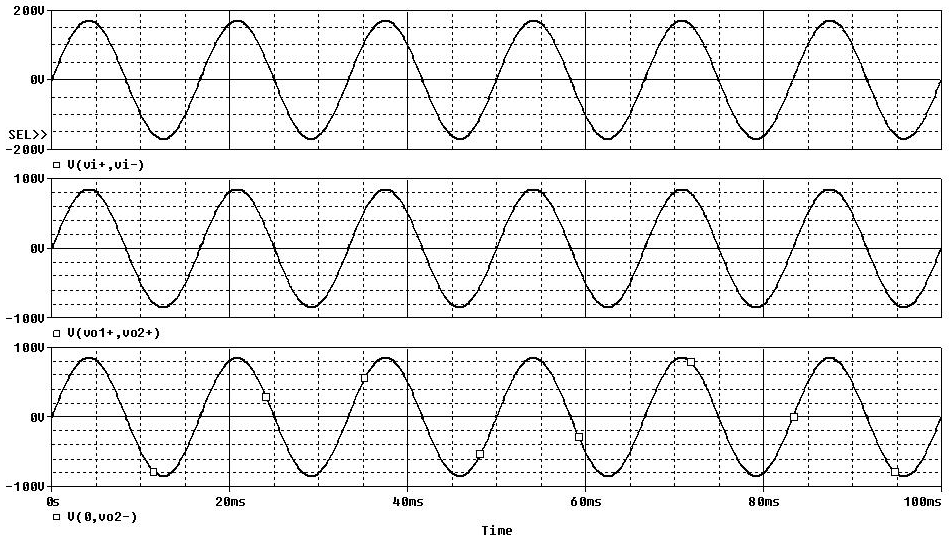 200V
0V
SEL>>
-200V
V(vi+,vi-)
100V
0V
-100V
V(vo1+,vo2+)
100V
0V
-100V
0s 20ms 40ms 60ms 80ms 100ms
V(0,vo2-)
Time